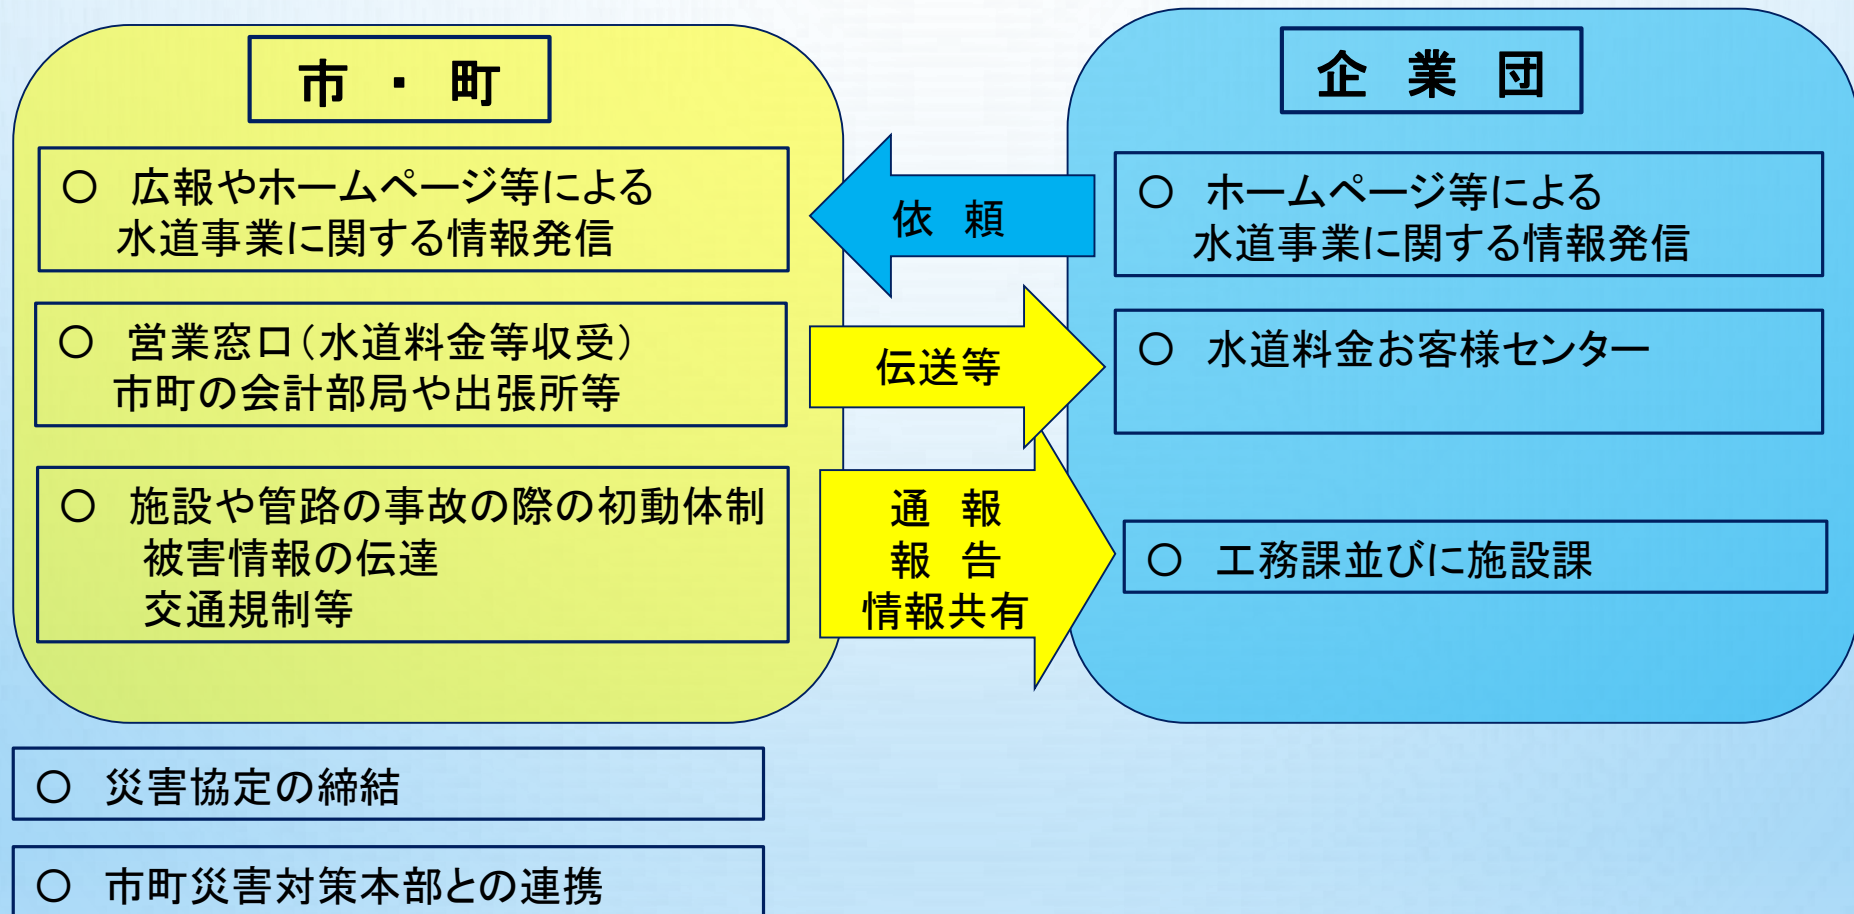 市 ・ 町
○ 広報やホームページ等による
水道事業に関する情報発信
○ 営業窓口（水道料金等収受）
市町の会計部局や出張所等
○ 施設や管路の事故の際の初動体制
被害情報の伝達
交通規制等
依 頼
伝送等
通 報
報 告
情報共有
企 業 団
○ ホームページ等による
水道事業に関する情報発信
○ 水道料金お客様センター
○ 工務課並びに施設課
○ 災害協定の締結
○ 市町災害対策本部との連携